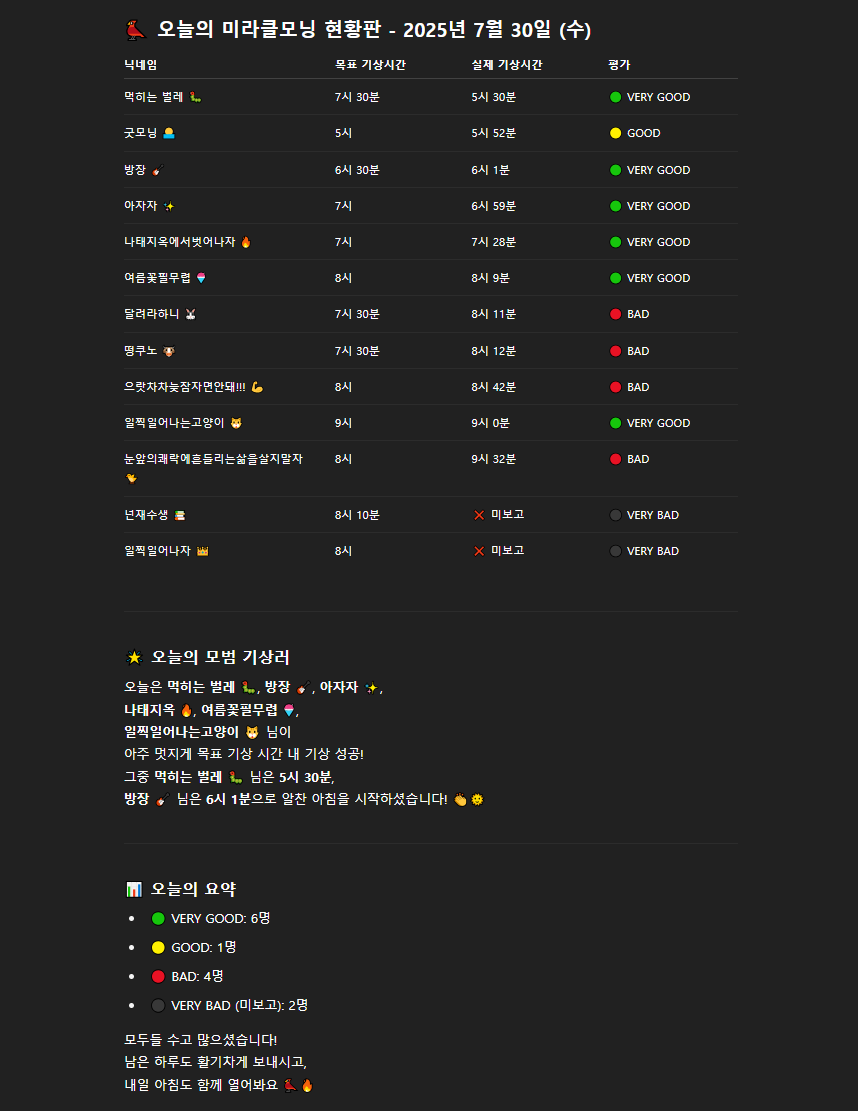 🐦‍🔥 오늘의 미라클모닝 현황판 - 2025년 7월 30일 (수)
닉네임 목표 기상시간 실제 기상시간 평가
먹히는 벌레 🐛 7시 30분 5시 30분 🟢 VERY GOOD
굿모닝 🌅 5시 5시 52분 🟡 GOOD
방장 🎸 6시 30분 6시 1분 🟢 VERY GOOD
아자자 ✨ 7시 6시 59분 🟢 VERY GOOD
나태지옥에서벗어나자 🔥 7시 7시 28분 🟢 VERY GOOD
여름꽃필무렵 🍧 8시 8시 9분 🟢 VERY GOOD
달려라하니 🐰 7시 30분 8시 11분 🔴 BAD
떵쿠노 🐮 7시 30분 8시 12분 🔴 BAD
으랏차차늦잠자면안돼!!! 💪 8시 8시 42분 🔴 BAD
일찍일어나는고양이 🐱 9시 9시 0분 🟢 VERY GOOD
눈앞의쾌락에흔들리는삶을살지말자 8시 9시 32분 🔴 BAD
🐤
넌재수생 📚 8시 10분 ❌ 미보고 ⚫ VERY BAD
일찍일어나자 👑 8시 ❌ 미보고 ⚫ VERY BAD
🌟 오늘의 모범 기상러
오늘은 먹히는 벌레 🐛, 방장 🎸, 아자자 ✨,
나태지옥 🔥, 여름꽃필무렵 🍧,
일찍일어나는고양이 🐱 님이
아주 멋지게 목표 기상 시간 내 기상 성공!
그중 먹히는 벌레 🐛 님은 5시 30분,
방장 🎸 님은 6시 1분으로 알찬 아침을 시작하셨습니다! 👏🌞
📊 오늘의 요약
• 🟢 VERY GOOD: 6명
• 🟡 GOOD: 1명
• 🔴 BAD: 4명
• ⚫ VERY BAD (미보고): 2명
모두들 수고 많으셨습니다!
남은 하루도 활기차게 보내시고,
내일 아침도 함께 열어봐요 🐦‍🔥🔥